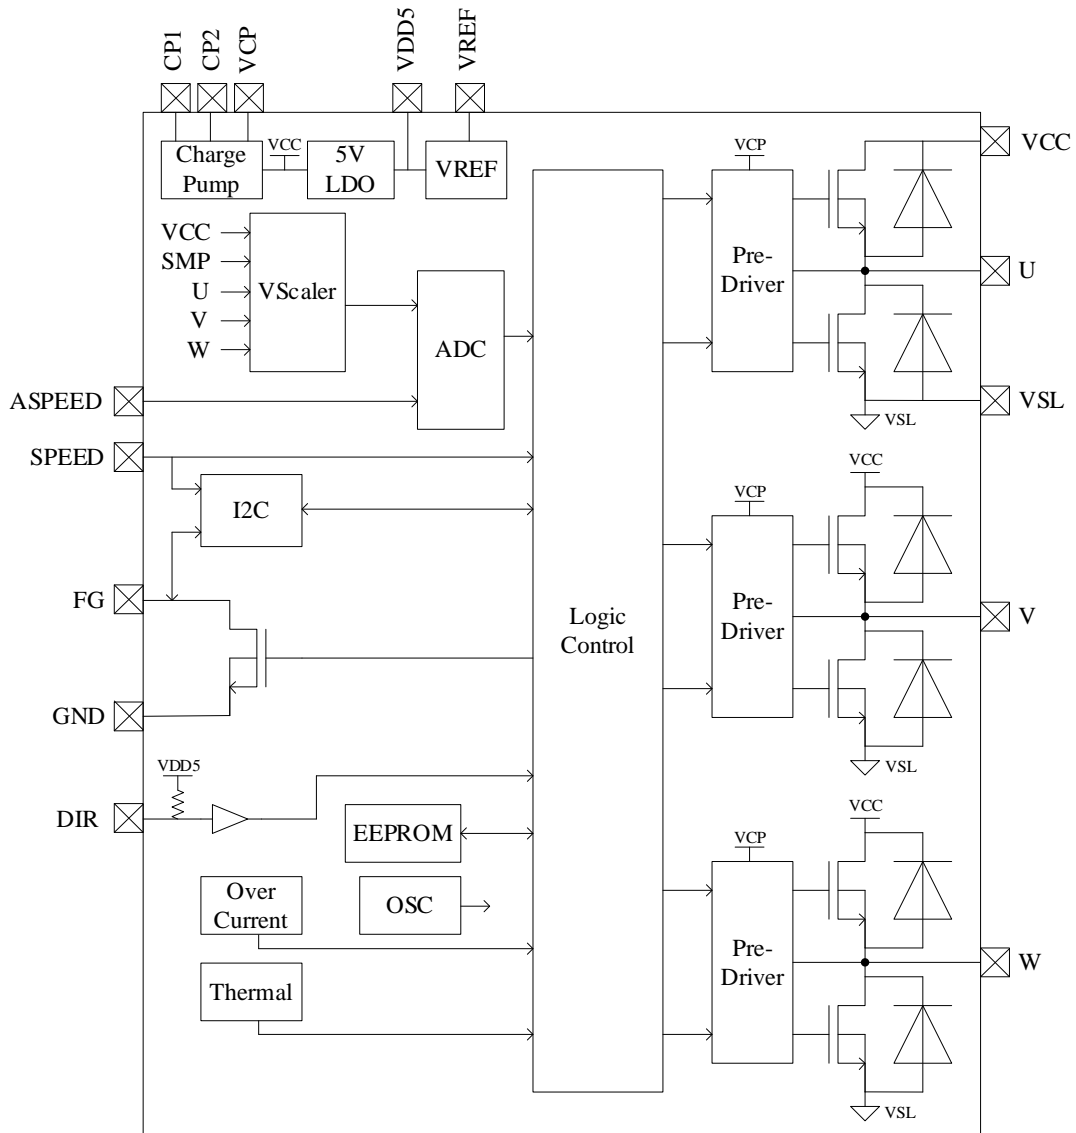 CP1
CP2
VCP
VDD5
VREF
Charge
Pump
VCC
5V
LDO
VREF
VCC
SMP
U
V
W
VScaler
ADC
ASPEED
SPEED
I2C
FG
GND
VDD5
DIR
EEPROM
OSC
Over
Current
Thermal
Logic
Control
VCP
Pre-
Driver
VCC
U
VSL
VSL
VCP
Pre-
Driver
VCC
V
VSL
VCP
Pre-
Driver
VCC
W
VSL